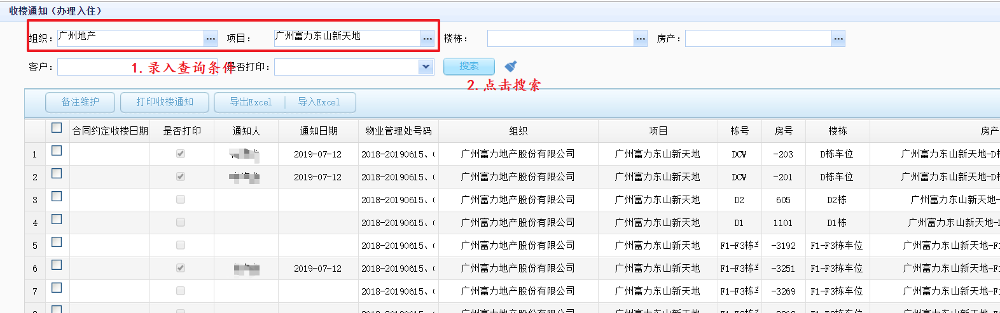 收楼通知（办理入住）
组织： 广州地产 项目： 广州富力东山新天地 楼栋： 房产：
客户： 1.录入查询条件 是否打印： 搜索
2.点击搜索
备注维护 打印收楼通知 导出Excel 导入Excel
合同约定收楼日期 是否打印 通知人 通知日期 物业管理处号码 组织 项目 栋号 房号 楼栋 房产
1 2019-07-12 2018-20190615、 广州富力地产股份有限公司 广州富力东山新天地 DCW -203 D栋车位 广州富力东山新天地-D
2 2019-07-12 2018-20190615、 广州富力地产股份有限公司 广州富力东山新天地 DCW -201 D栋车位 广州富力东山新天地-D
3 2018-20190615、 广州富力地产股份有限公司 广州富力东山新天地 D2 605 D2栋 广州富力东山新天地-
4 2018-20190615、 广州富力地产股份有限公司 广州富力东山新天地 D1 1101 D1栋 广州富力东山新天地-D
5 2018-20190615、 广州富力地产股份有限公司 广州富力东山新天地 F1-F3栋 -3192 F1-F3栋车位 广州富力东山新天地-F
6 2019-07-12 2018-20190615、 广州富力地产股份有限公司 广州富力东山新天地 F1-F3栋 -3251 F1-F3栋车位 广州富力东山新天地-F
7 2018-20190615、 广州富力地产股份有限公司 广州富力东山新天地 F1-F3栋 -3269 F1-F3栋车位 广州富力东山新天地-F